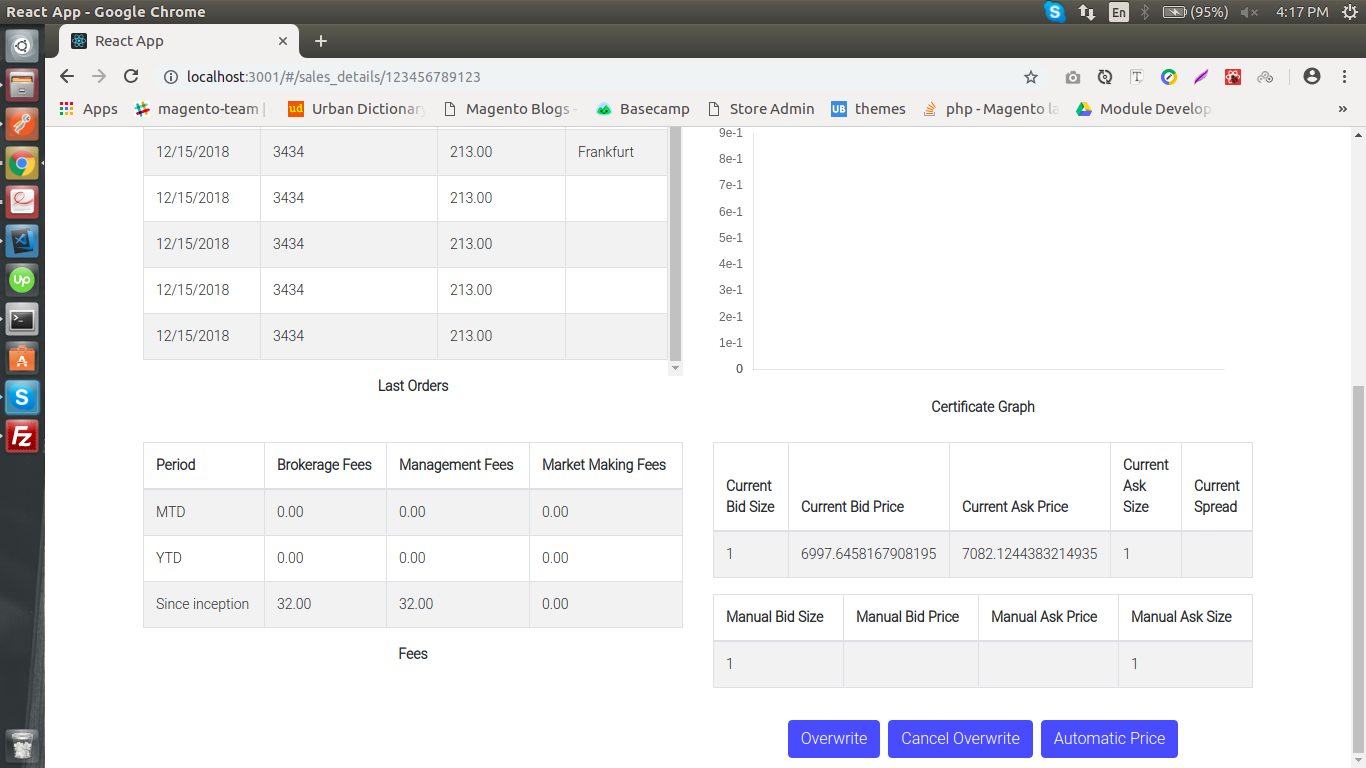 React App - Google Chrome
En
(95%)
4:17 PM
React App
localhost:3001/#/sales_details/123456789123
Apps
magento-team |
Urban Dictionary
Magento Blogs -
Basecamp
Store Admin
UB themes
php - Magento la
Module Develop
»
12/15/2018 3434 213.00 Frankfurt
12/15/2018 3434 213.00
12/15/2018 3434 213.00
12/15/2018 3434 213.00
12/15/2018 3434 213.00
Last Orders
9e-1
8e-1
7e-1
6e-1
5e-1
4e-1
3e-1
2e-1
1e-1
0
Certificate Graph
Period Brokerage Fees Management Fees Market Making Fees
MTD 0.00 0.00 0.00
YTD 0.00 0.00 0.00
Since inception 32.00 32.00 0.00
Fees
Current Bid Size
Current Bid Price
Current Ask Price
Current Ask Size
Current Spread
1 6997.6458167908195 7082.1244383214935 1
Manual Bid Size Manual Bid Price Manual Ask Price Manual Ask Size
1 1
Overwrite Cancel Overwrite Automatic Price